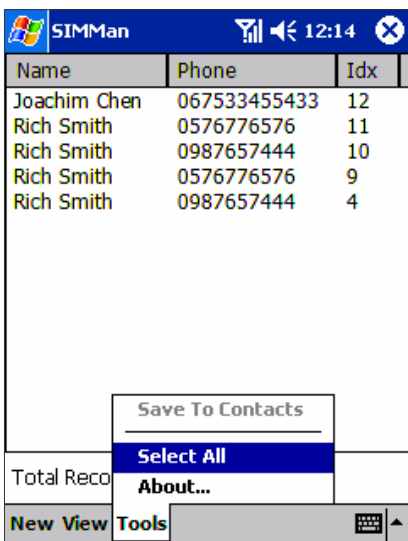 SIMMan 12:14
Name Phone Idx
Joachim Chen 067533455433 12
Rich Smith 0576776576 11
Rich Smith 0987657444 10
Rich Smith 0576776576 9
Rich Smith 0987657444 4
Save To Contacts
Select All
Total Reco
About...
New View Tools